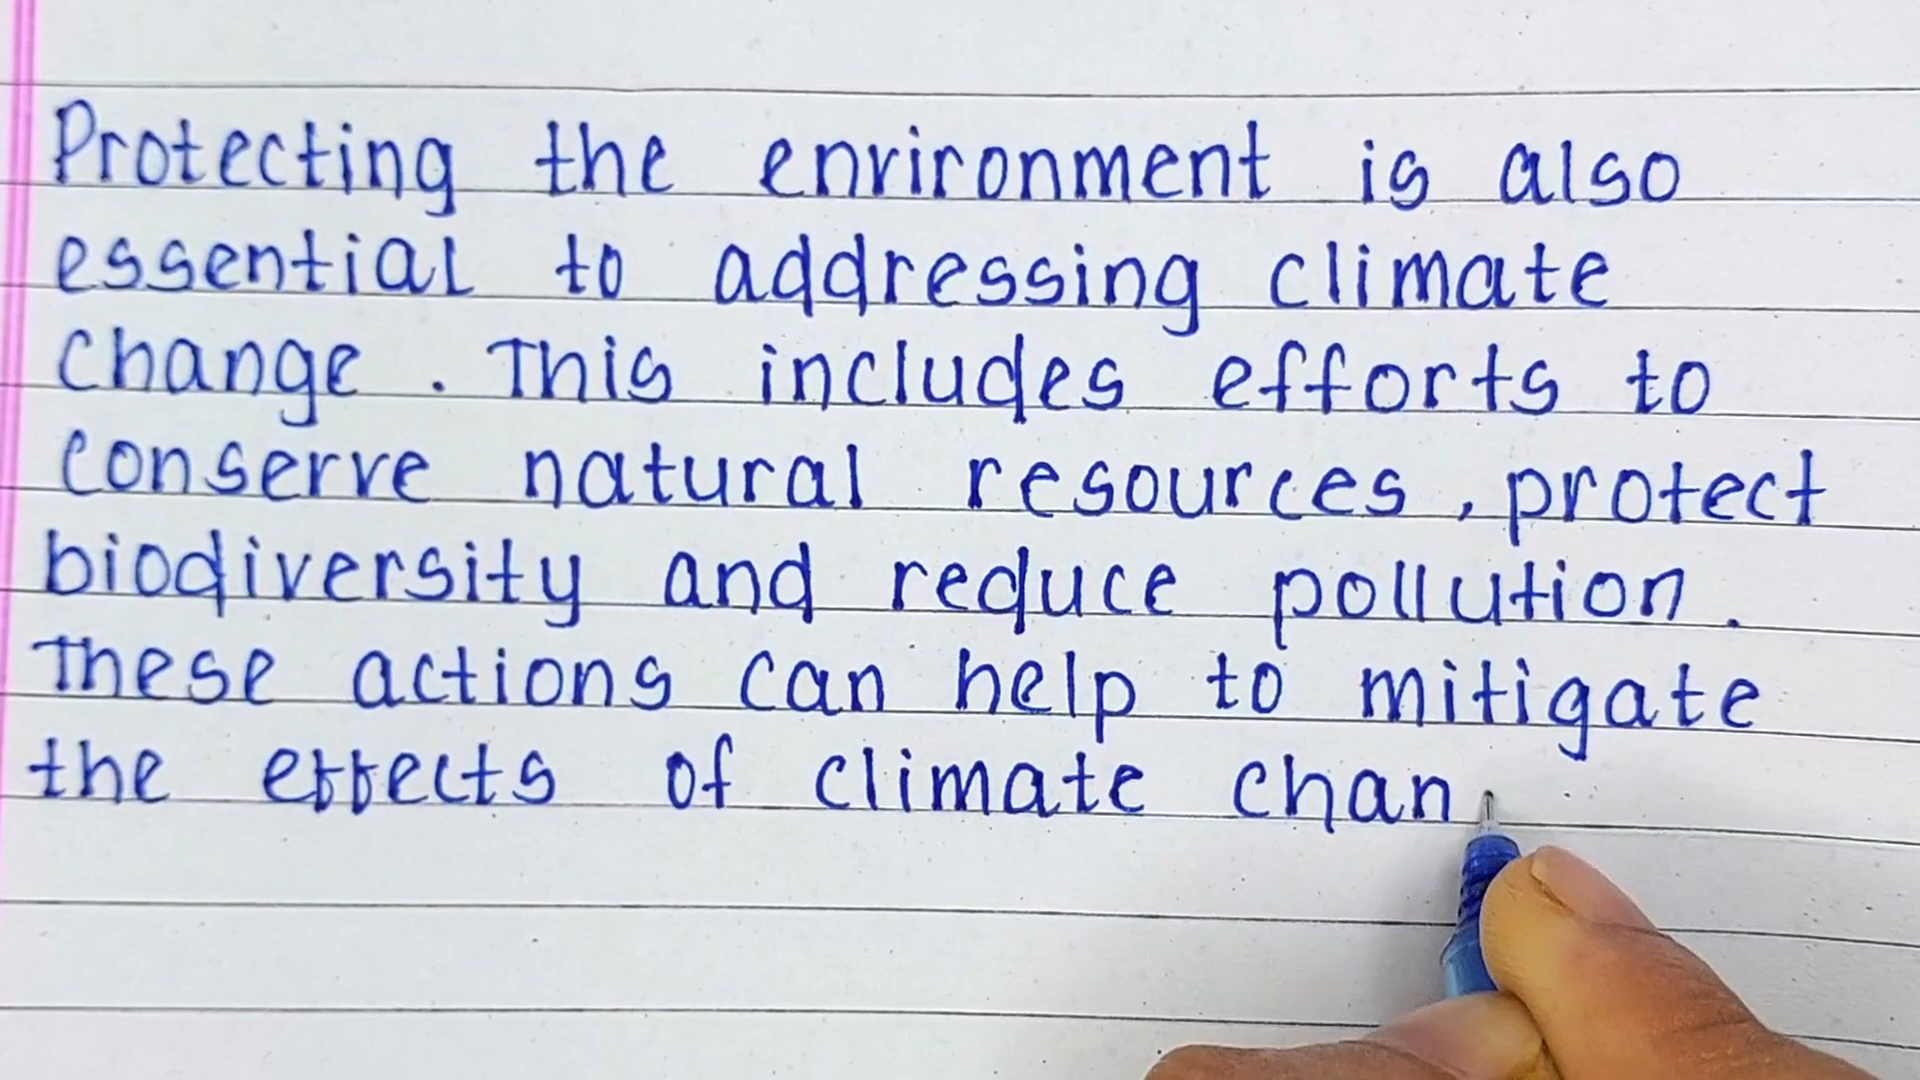 Protecting the environment is also
essential to addressing climate
change. This includes efforts to
conserve natural resources, protect
biodiversity and reduce pollution.
These actions can help to mitigate
the effects of climate chan